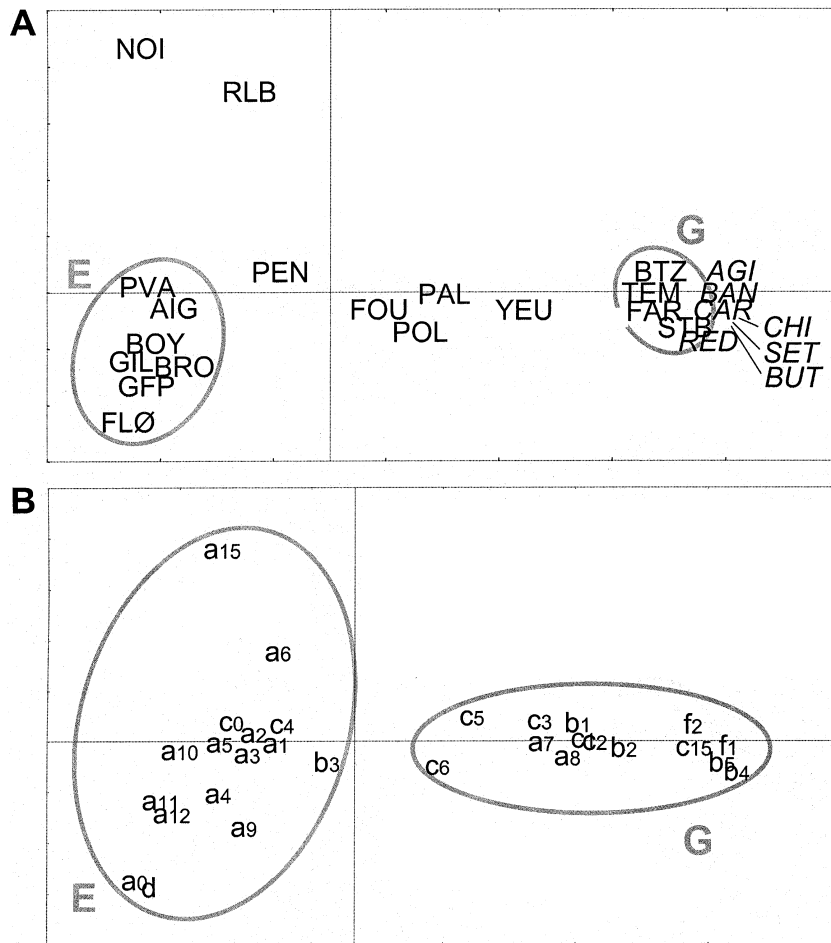 A
NOI
RLB
G
E
PEN
BTZ AGI
PVA
TEM BAN
AIG
FOU PAL YEU
FAR CAR
POL
STB
CHI
BOY
RED
SET
GIL BRO
BUT
GFP
FLØ
B
a15
a6
c0 c4
a2
a5 a1
a10 a3
b3
a4
a11
a12
a9
a0 d
E
c5 c3 b1 f2
a7 c12 b2 c15 f1
a8
c6
b5
b4
G